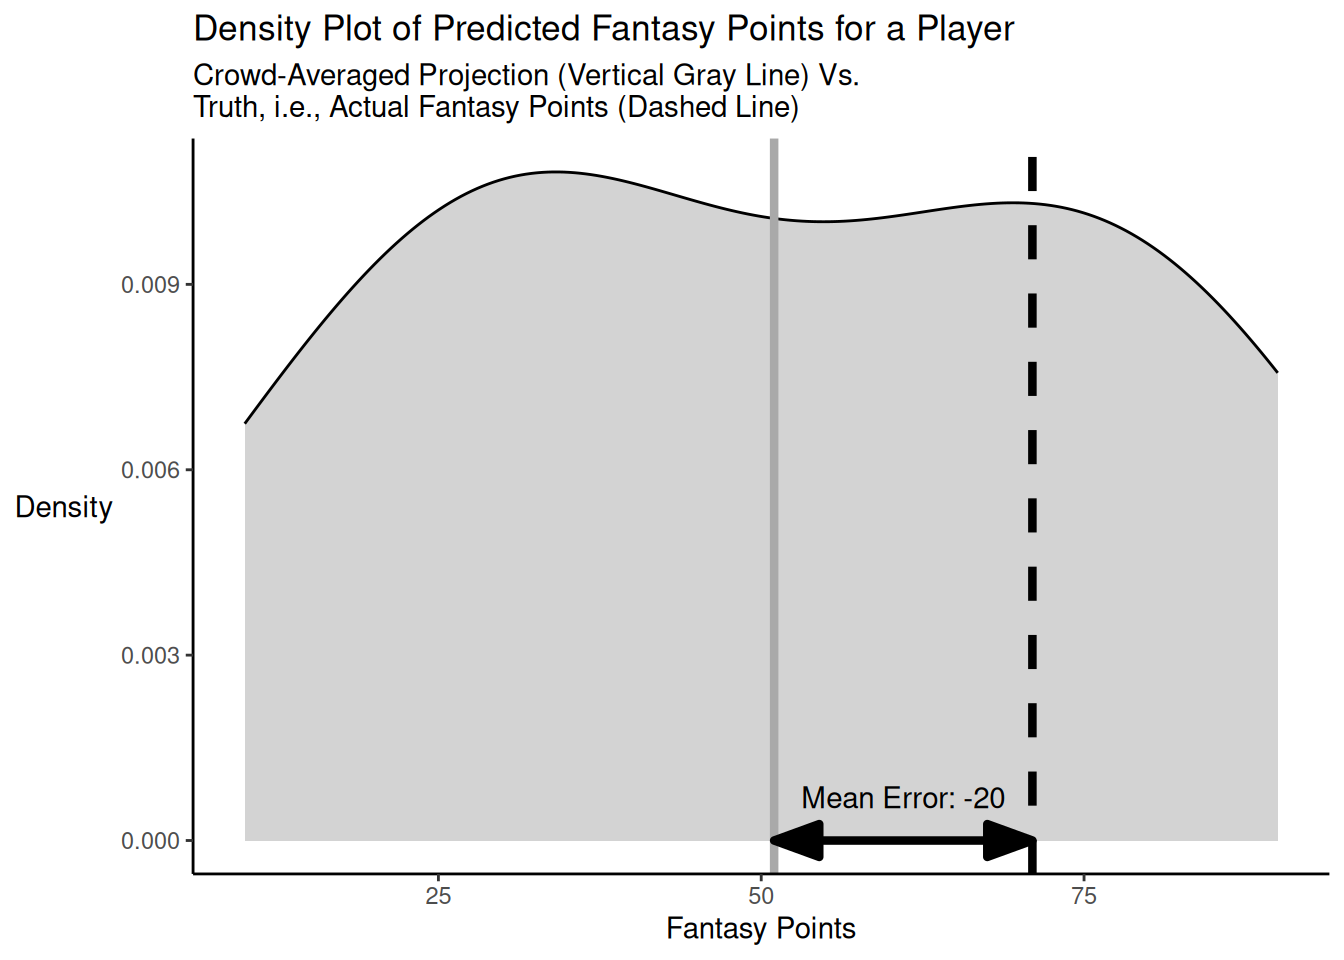 Density Plot of Predicted Fantasy Points for a Player
Crowd-Averaged Projection (Vertical Gray Line) Vs.
Truth, i.e., Actual Fantasy Points (Dashed Line)
0.009
0.006
Density
0.003
Mean Error: -20
0.000
25
50
75
Fantasy Points